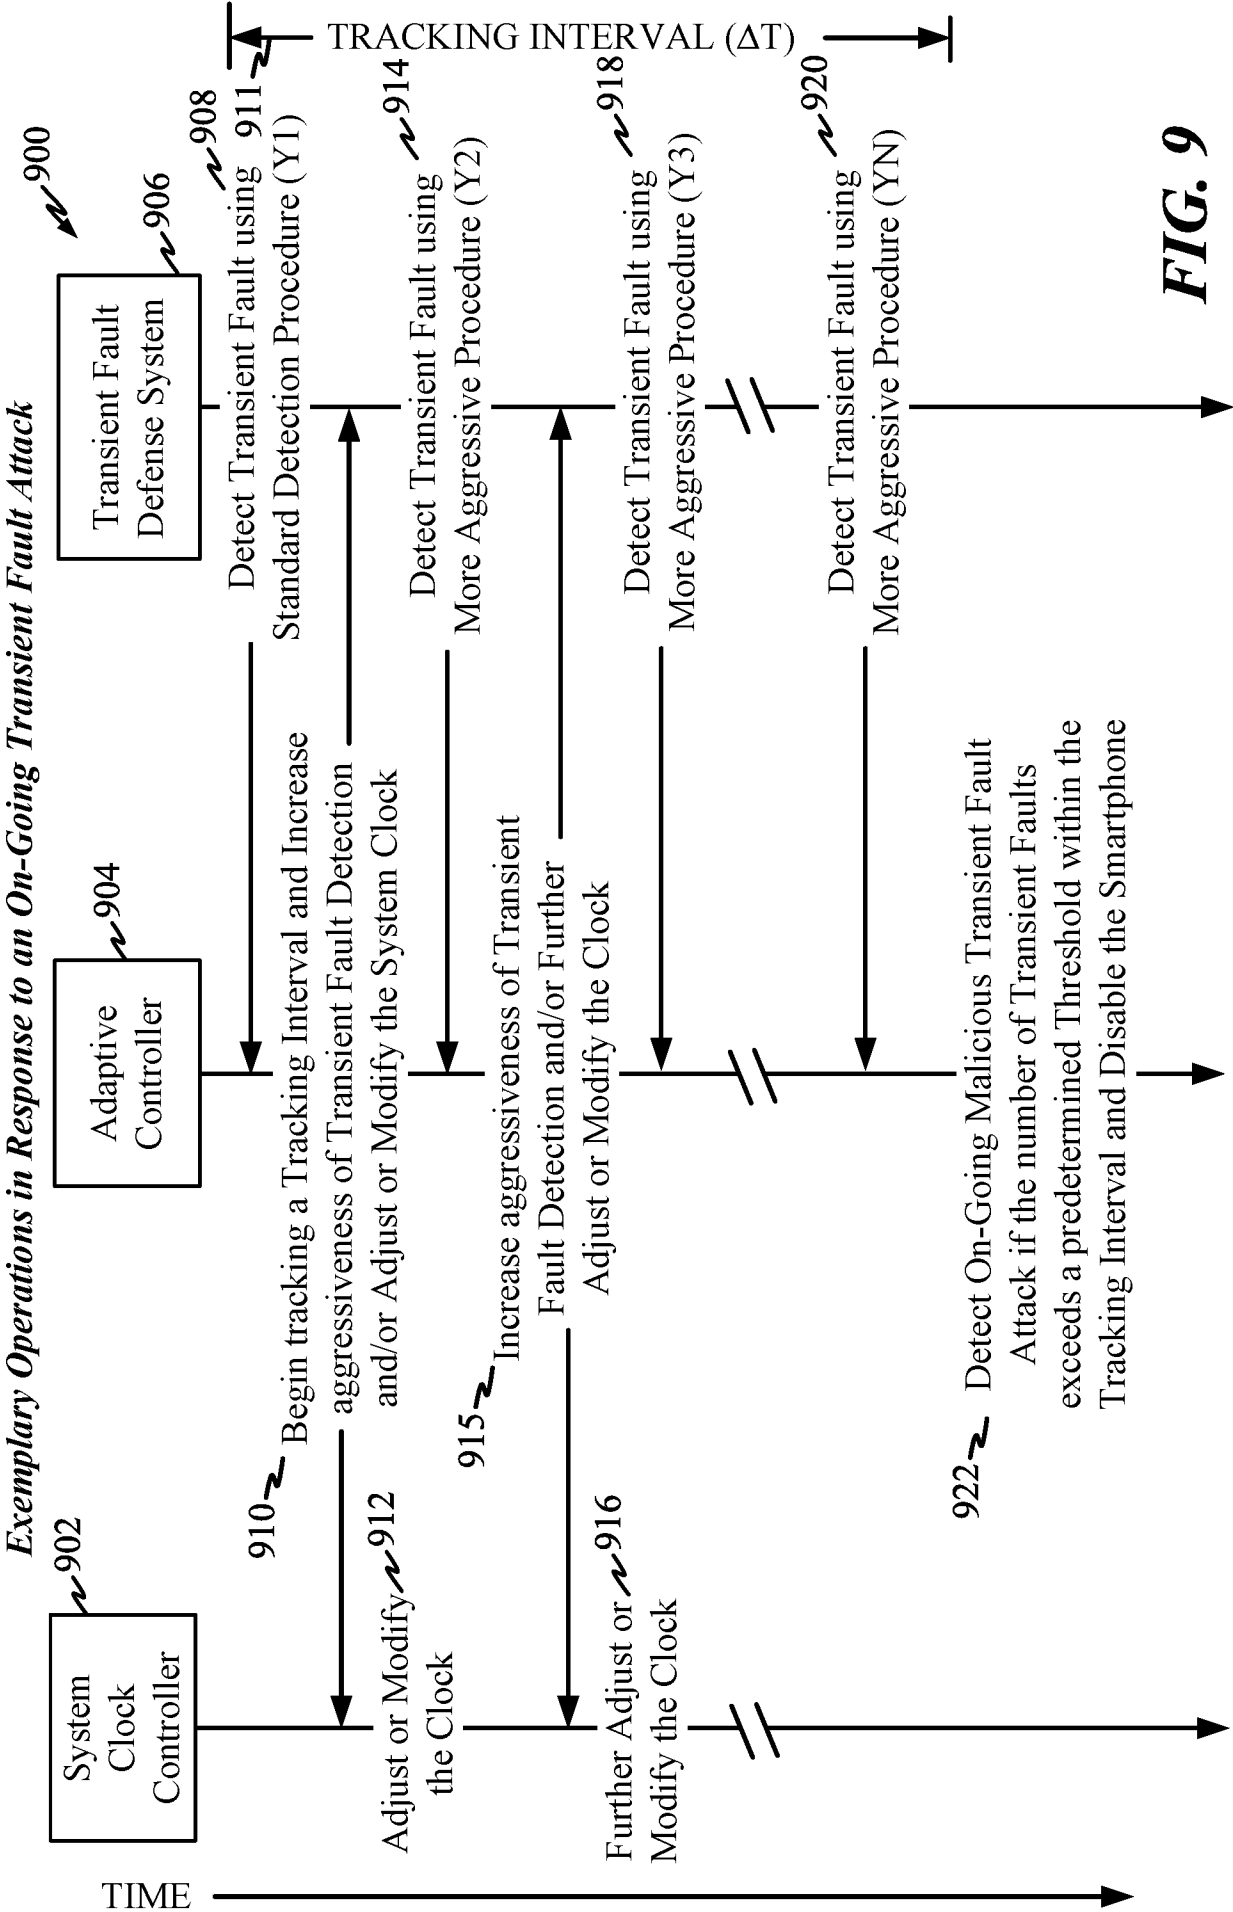 Exemplary Operations in Response to an On-Going Transient Fault Attack
900
TIME
System
Clock
Controller
902
Adaptive
Controller
904
Transient Fault
Defense System
906
TRACKING INTERVAL (ΔT)
911
Detect Transient Fault using
Standard Detection Procedure (Y1)
908
910
Begin tracking a Tracking Interval and Increase
aggressiveness of Transient Fault Detection
and/or Adjust or Modify the System Clock
Adjust or Modify
the Clock
912
Detect Transient Fault using
More Aggressive Procedure (Y2)
914
915
Increase aggressiveness of Transient
Fault Detection and/or Further
Adjust or Modify the Clock
Further Adjust or
Modify the Clock
916
Detect Transient Fault using
More Aggressive Procedure (Y3)
918
Detect Transient Fault using
More Aggressive Procedure (YN)
920
922
Detect On-Going Malicious Transient Fault
Attack if the number of Transient Faults
exceeds a predetermined Threshold within the
Tracking Interval and Disable the Smartphone
FIG. 9